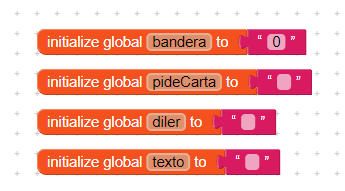 initialize global bandera to " 0 "
initialize global pideCarta to " "
initialize global diler to " "
initialize global texto to " "